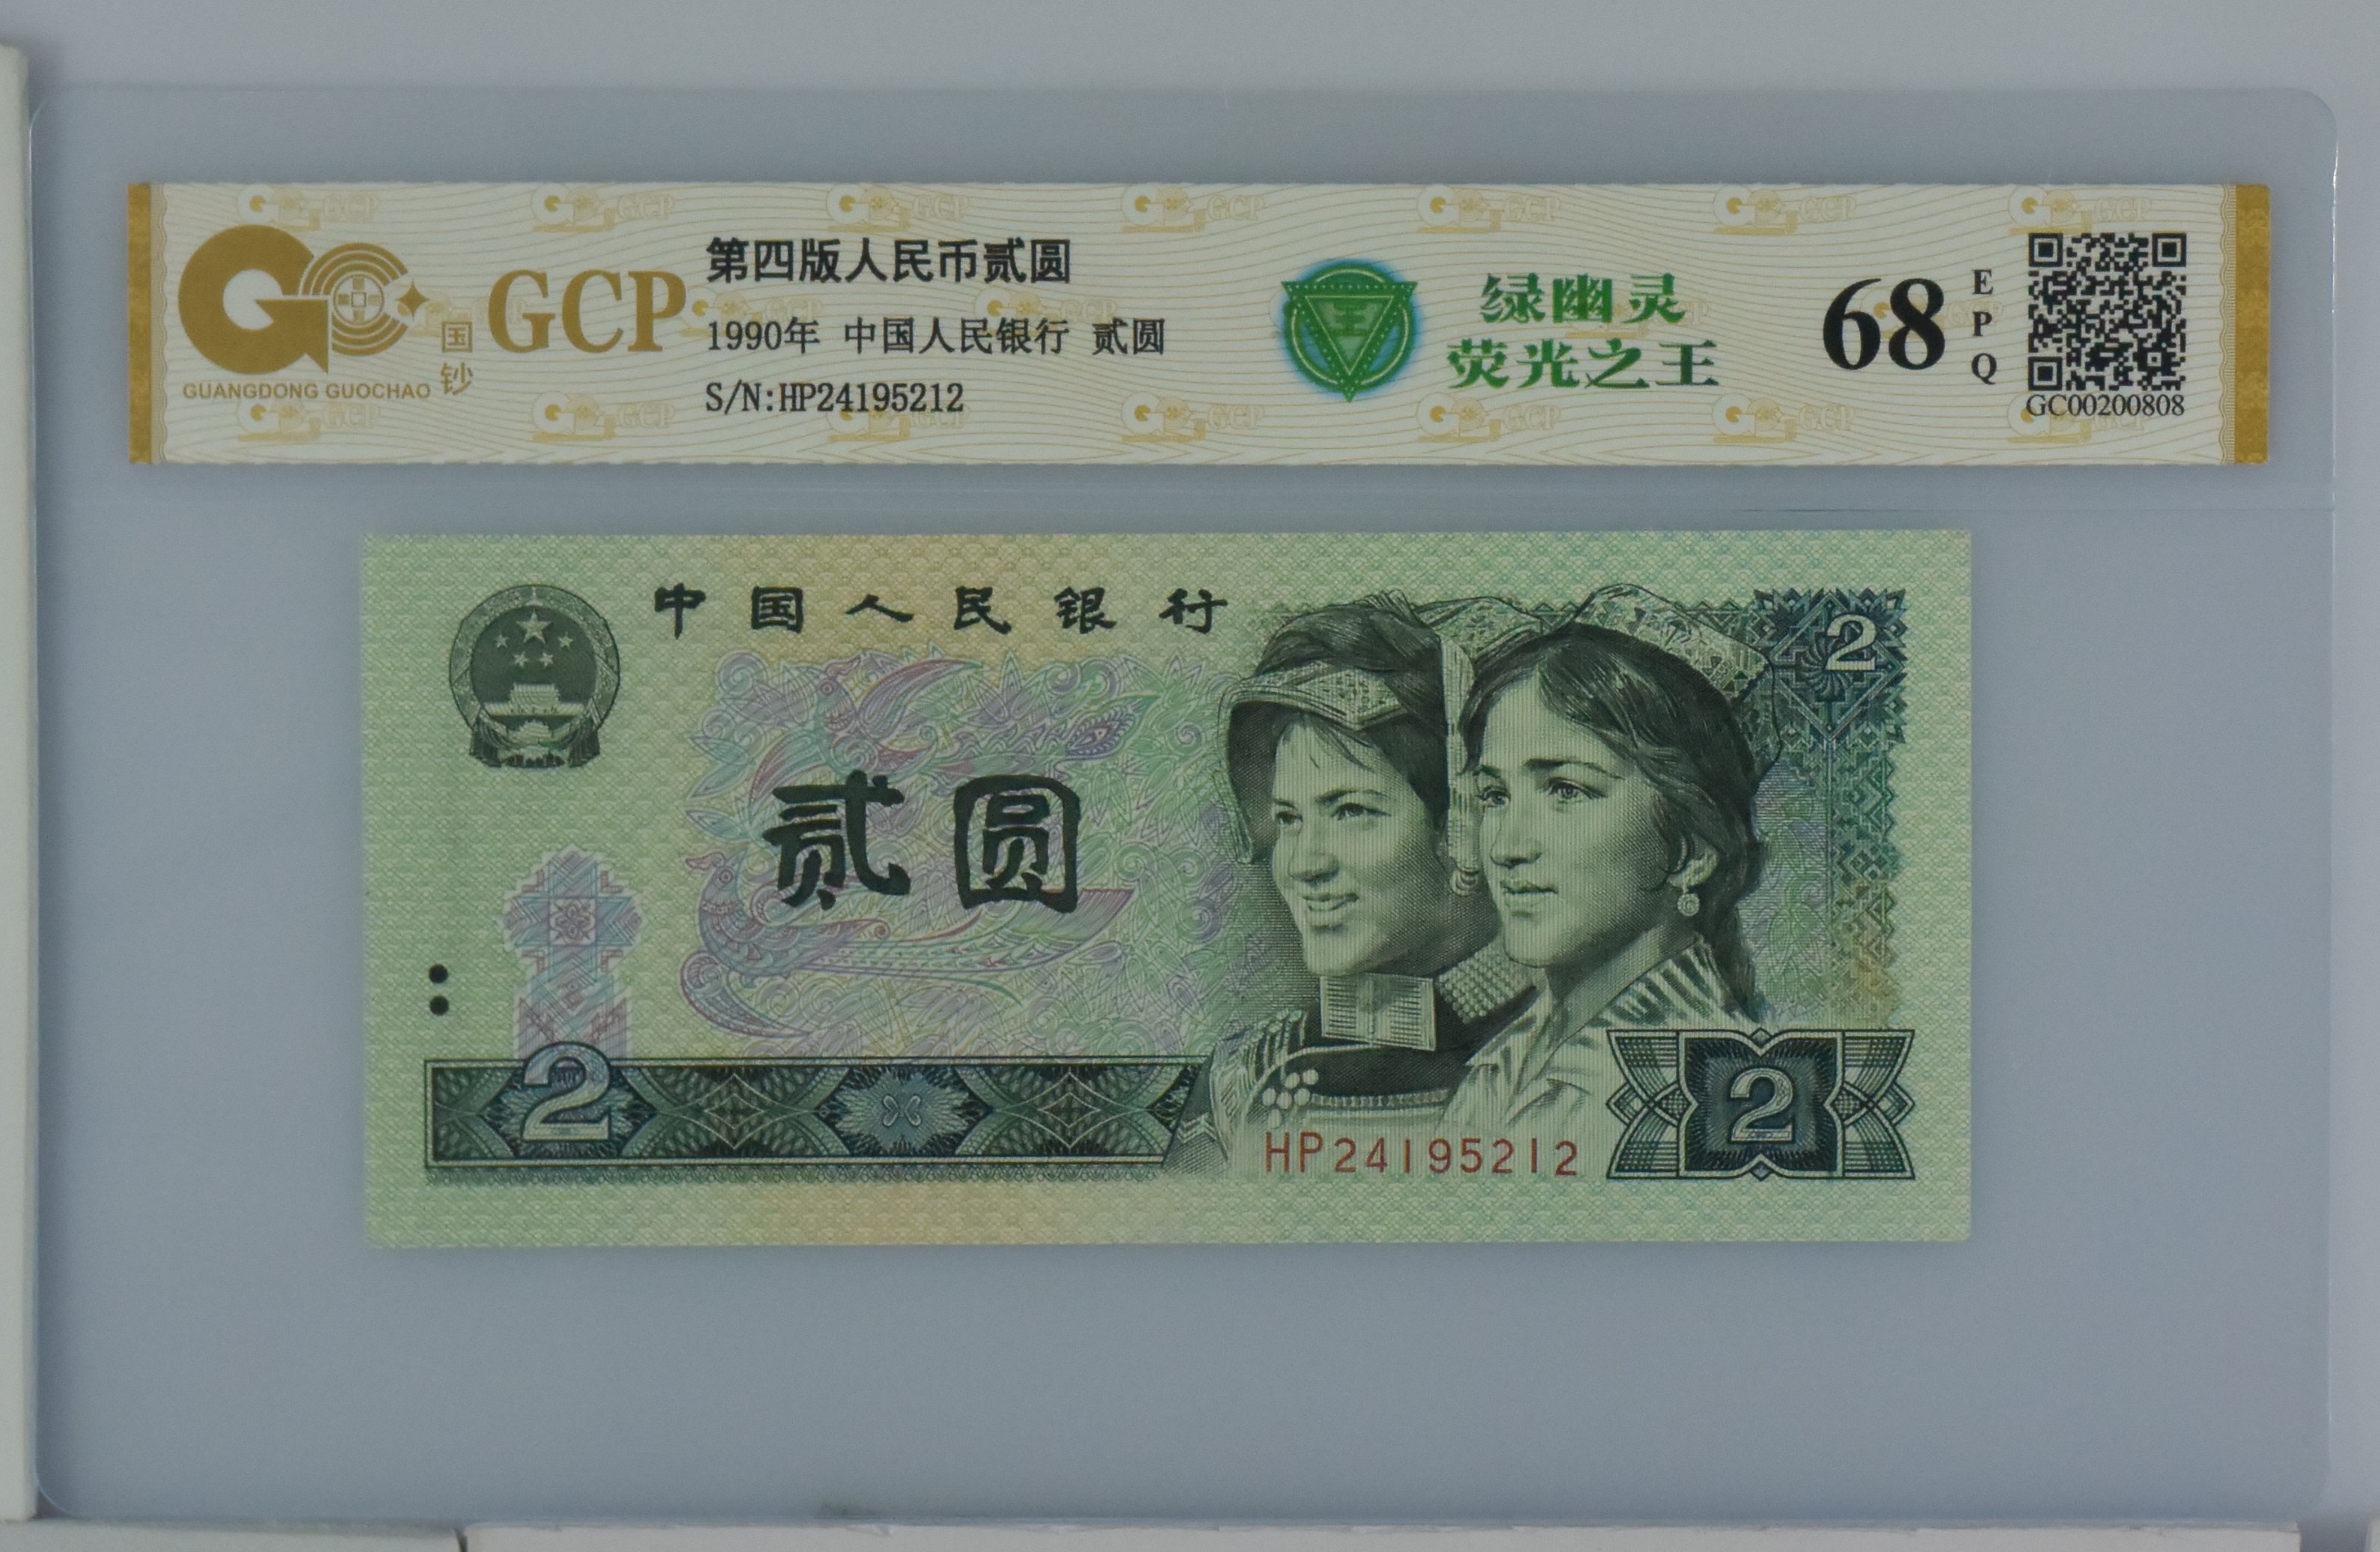 GUANGDONG GUOCHAO
国钞
GCP
第四版人民币贰圆
1990年 中国人民银行 贰圆
S/N:HP24195212
王
绿幽灵
荧光之王
68
EPQ
GC00200808
中国人民银行
2
贰圆
2
2
HP24195212